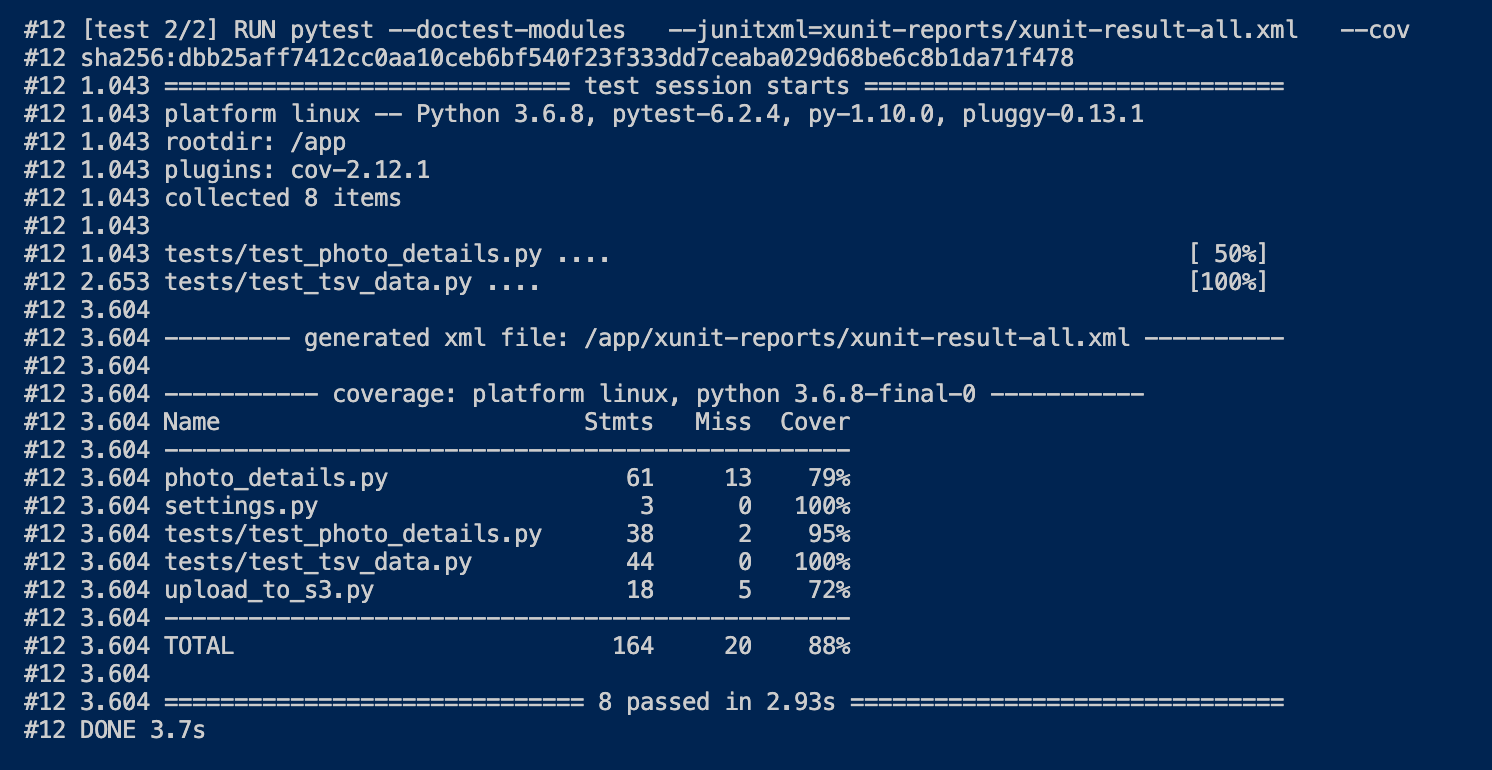 #12 [test 2/2] RUN pytest --doctest-modules   --junitxml=xunit-reports/xunit-result-all.xml   --cov
#12 sha256:dbb25aff7412cc0aa10ceb6bf540f23f333dd7ceaba029d68be6c8b1da71f478
#12 1.043 ============================= test session starts ==============================
#12 1.043 platform linux -- Python 3.6.8, pytest-6.2.4, py-1.10.0, pluggy-0.13.1
#12 1.043 rootdir: /app
#12 1.043 plugins: cov-2.12.1
#12 1.043 collected 8 items
#12 1.043
#12 1.043 tests/test_photo_details.py ....                                         [ 50%]
#12 2.653 tests/test_tsv_data.py ....                                              [100%]
#12 3.604
#12 3.604 --------- generated xml file: /app/xunit-reports/xunit-result-all.xml ----------
#12 3.604
#12 3.604 ----------- coverage: platform linux, python 3.6.8-final-0 -----------
#12 3.604 Name                          Stmts   Miss  Cover
#12 3.604 -------------------------------------------------
#12 3.604 photo_details.py                 61     13    79%
#12 3.604 settings.py                       3      0   100%
#12 3.604 tests/test_photo_details.py      38      2    95%
#12 3.604 tests/test_tsv_data.py           44      0   100%
#12 3.604 upload_to_s3.py                  18      5    72%
#12 3.604 -------------------------------------------------
#12 3.604 TOTAL                           164     20    88%
#12 3.604
#12 3.604 ============================== 8 passed in 2.93s ===============================
#12 DONE 3.7s